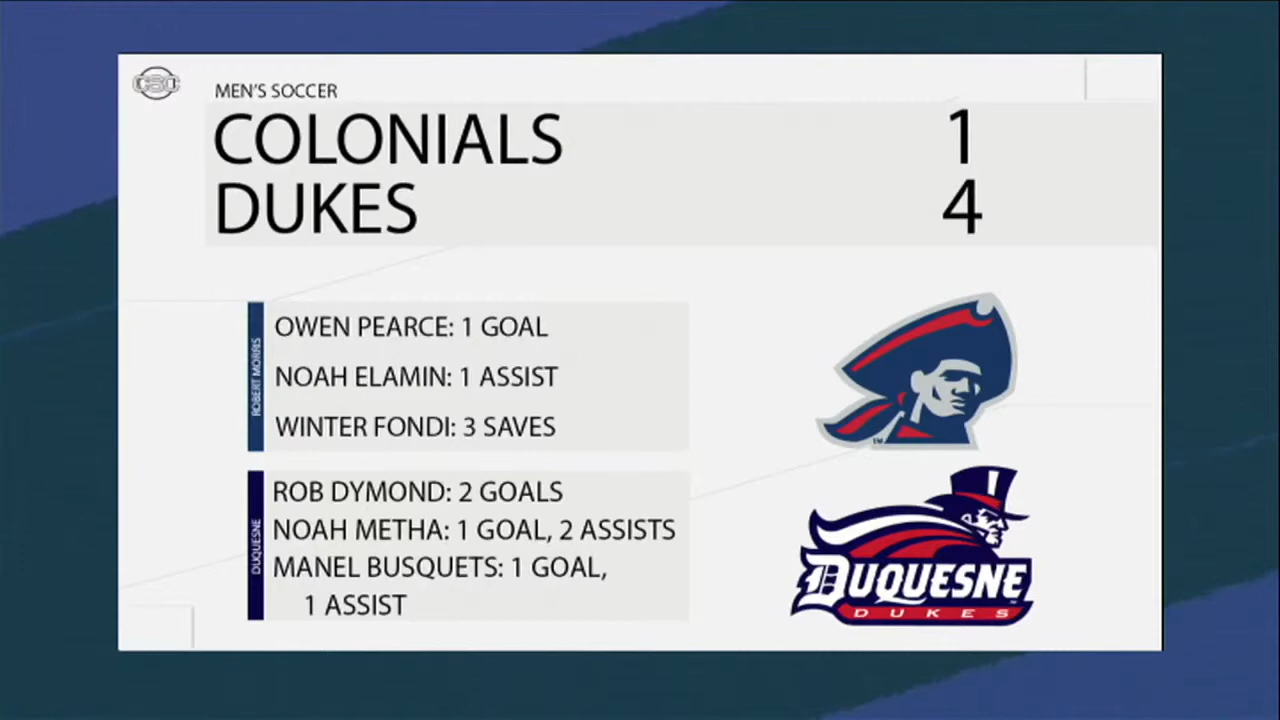 CSC
MEN'S SOCCER
COLONIALS 1
DUKES 4
ROBERT MORRIS
OWEN PEARCE: 1 GOAL
NOAH ELAMIN: 1 ASSIST
WINTER FONDI: 3 SAVES
TM
DUQUESNE
ROB DYMOND: 2 GOALS
NOAH METHA: 1 GOAL, 2 ASSISTS
MANEL BUSQUETS: 1 GOAL,
1 ASSIST
DUQUESNE
DUKES